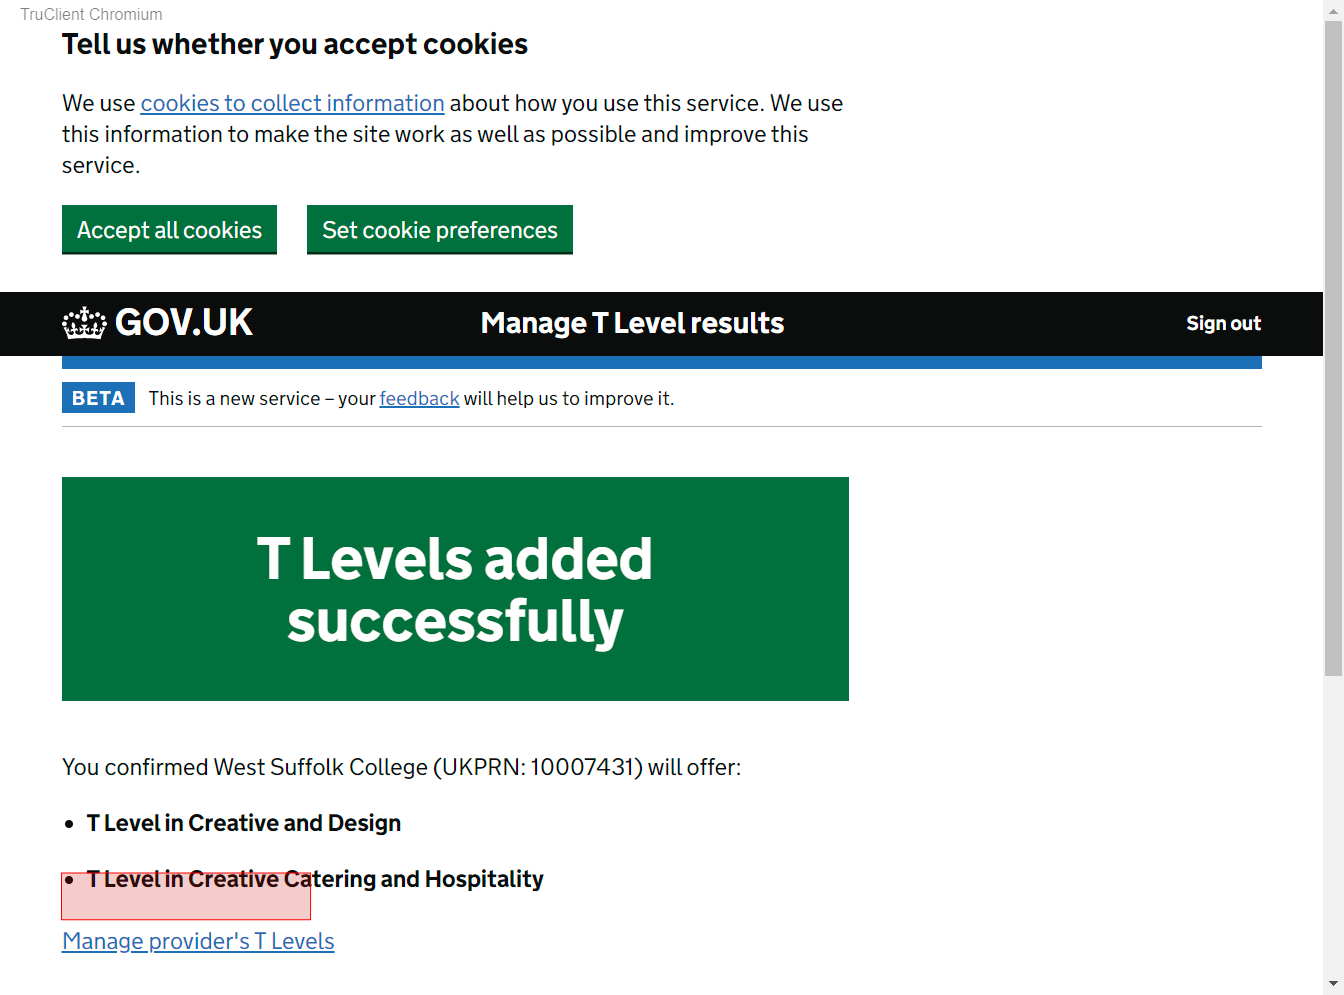 TruClient Chromium
Tell us whether you accept cookies
We use cookies to collect information about how you use this service. We use
this information to make the site work as well as possible and improve this
service.
Accept all cookies Set cookie preferences
GOV.UK Manage T Level results Sign out
BETA This is a new service – your feedback will help us to improve it.
T Levels added
successfully
You confirmed West Suffolk College (UKPRN: 10007431) will offer:
• T Level in Creative and Design
• T Level in Creative Catering and Hospitality
Manage provider's T Levels